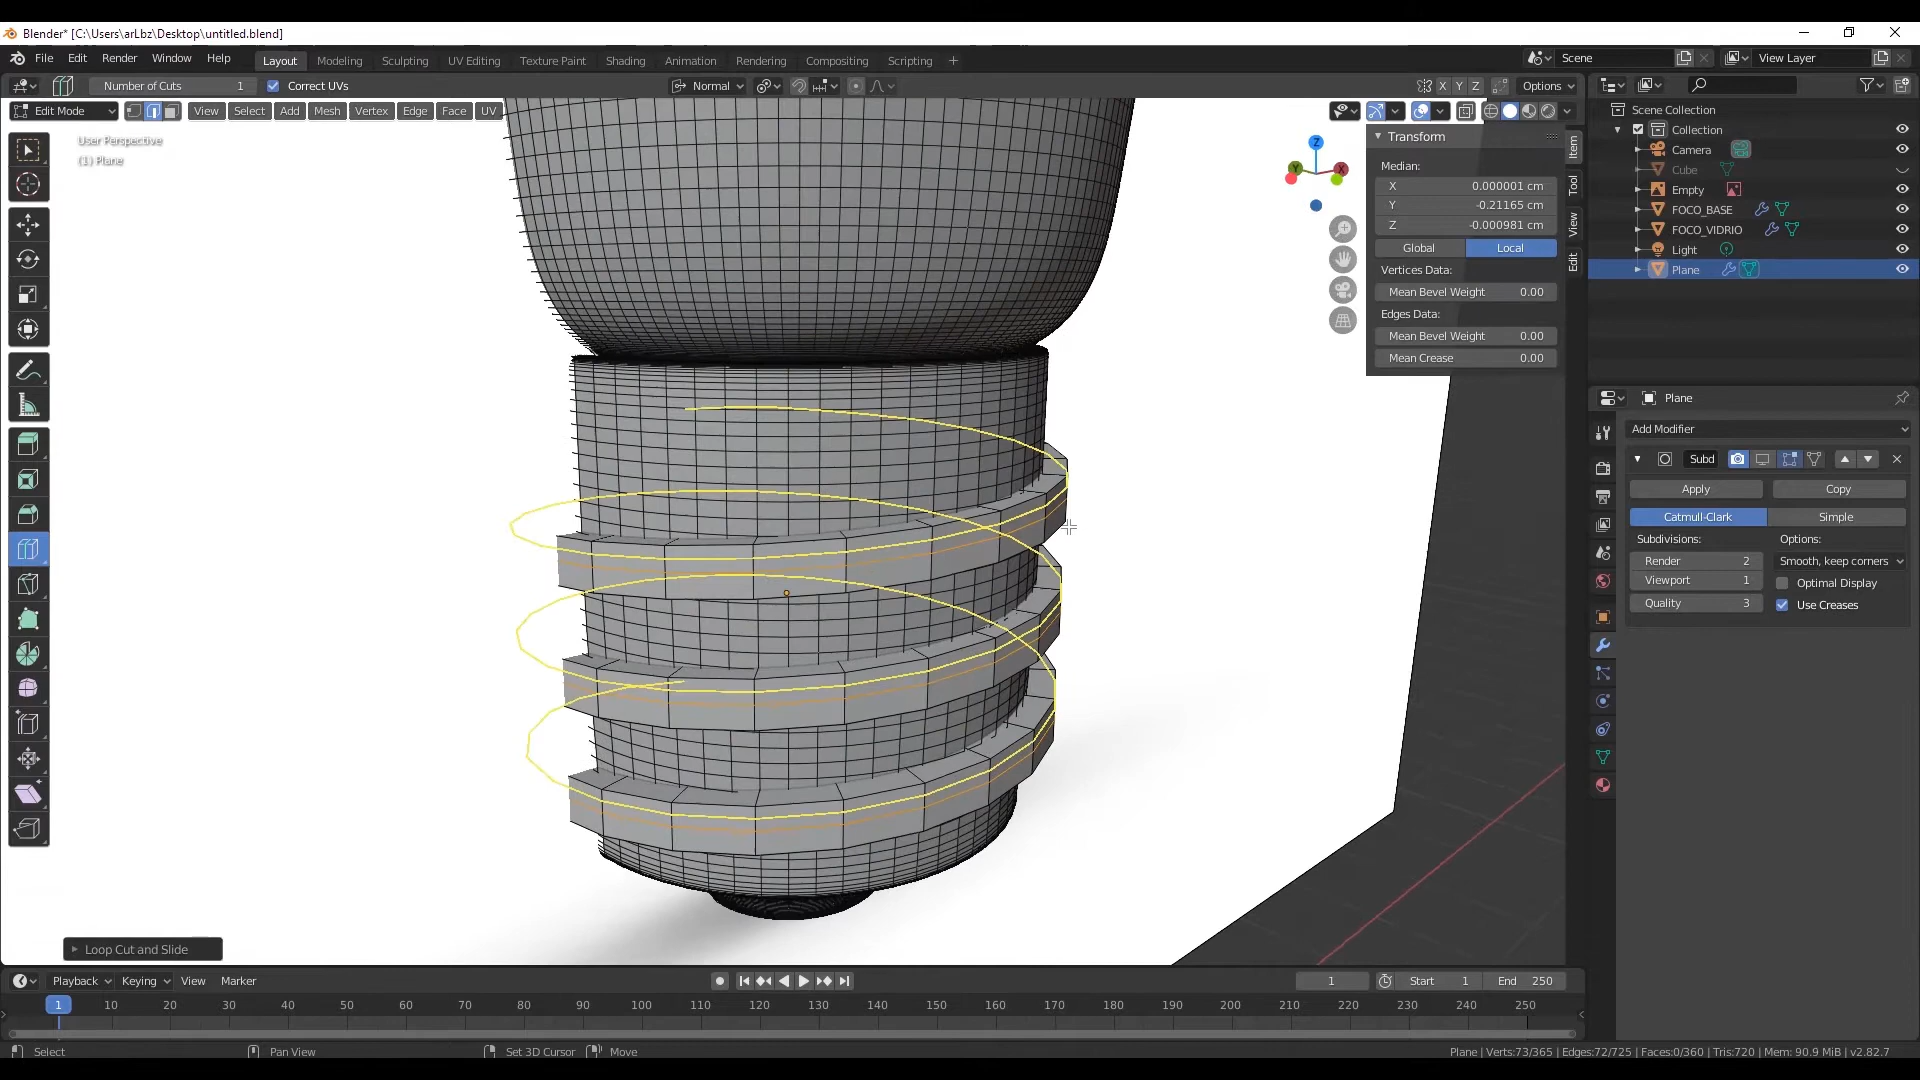 Blender* [C:\Users\arLbz\Desktop\untitled.blend]
File Edit Render Window Help Layout Modeling Sculpting UV Editing Texture Paint Shading Animation Rendering Compositing Scripting + Scene View Layer
Number of Cuts 1 Correct UVs Normal X Y Z Options
Edit Mode View Select Add Mesh Vertex Edge Face UV
User Perspective
(1) Plane
Z
Y
X
Transform
Median:
X 0.000001 cm
Y -0.21165 cm
Z -0.000981 cm
Global Local
Vertices Data:
Mean Bevel Weight 0.00
Edges Data:
Mean Bevel Weight 0.00
Mean Crease 0.00
Item
Tool
View
Edit
Scene Collection
Collection
Camera
Cube
Empty
FOCO_BASE
FOCO_VIDRIO
Light
Plane
Plane
Add Modifier
Subd
Apply Copy
Catmull-Clark Simple
Subdivisions: Options:
Render 2 Smooth, keep corners
Viewport 1 Optimal Display
Quality 3 Use Creases
Loop Cut and Slide
Playback Keying View Marker 1 Start 1 End 250
1 10 20 30 40 50 60 70 80 90 100 110 120 130 140 150 160 170 180 190 200 210 220 230 240 250
Select Pan View Set 3D Cursor Move Plane | Verts:73/365 | Edges:72/725 | Faces:0/360 | Tris:720 | Mem: 90.9 MiB | v2.82.7